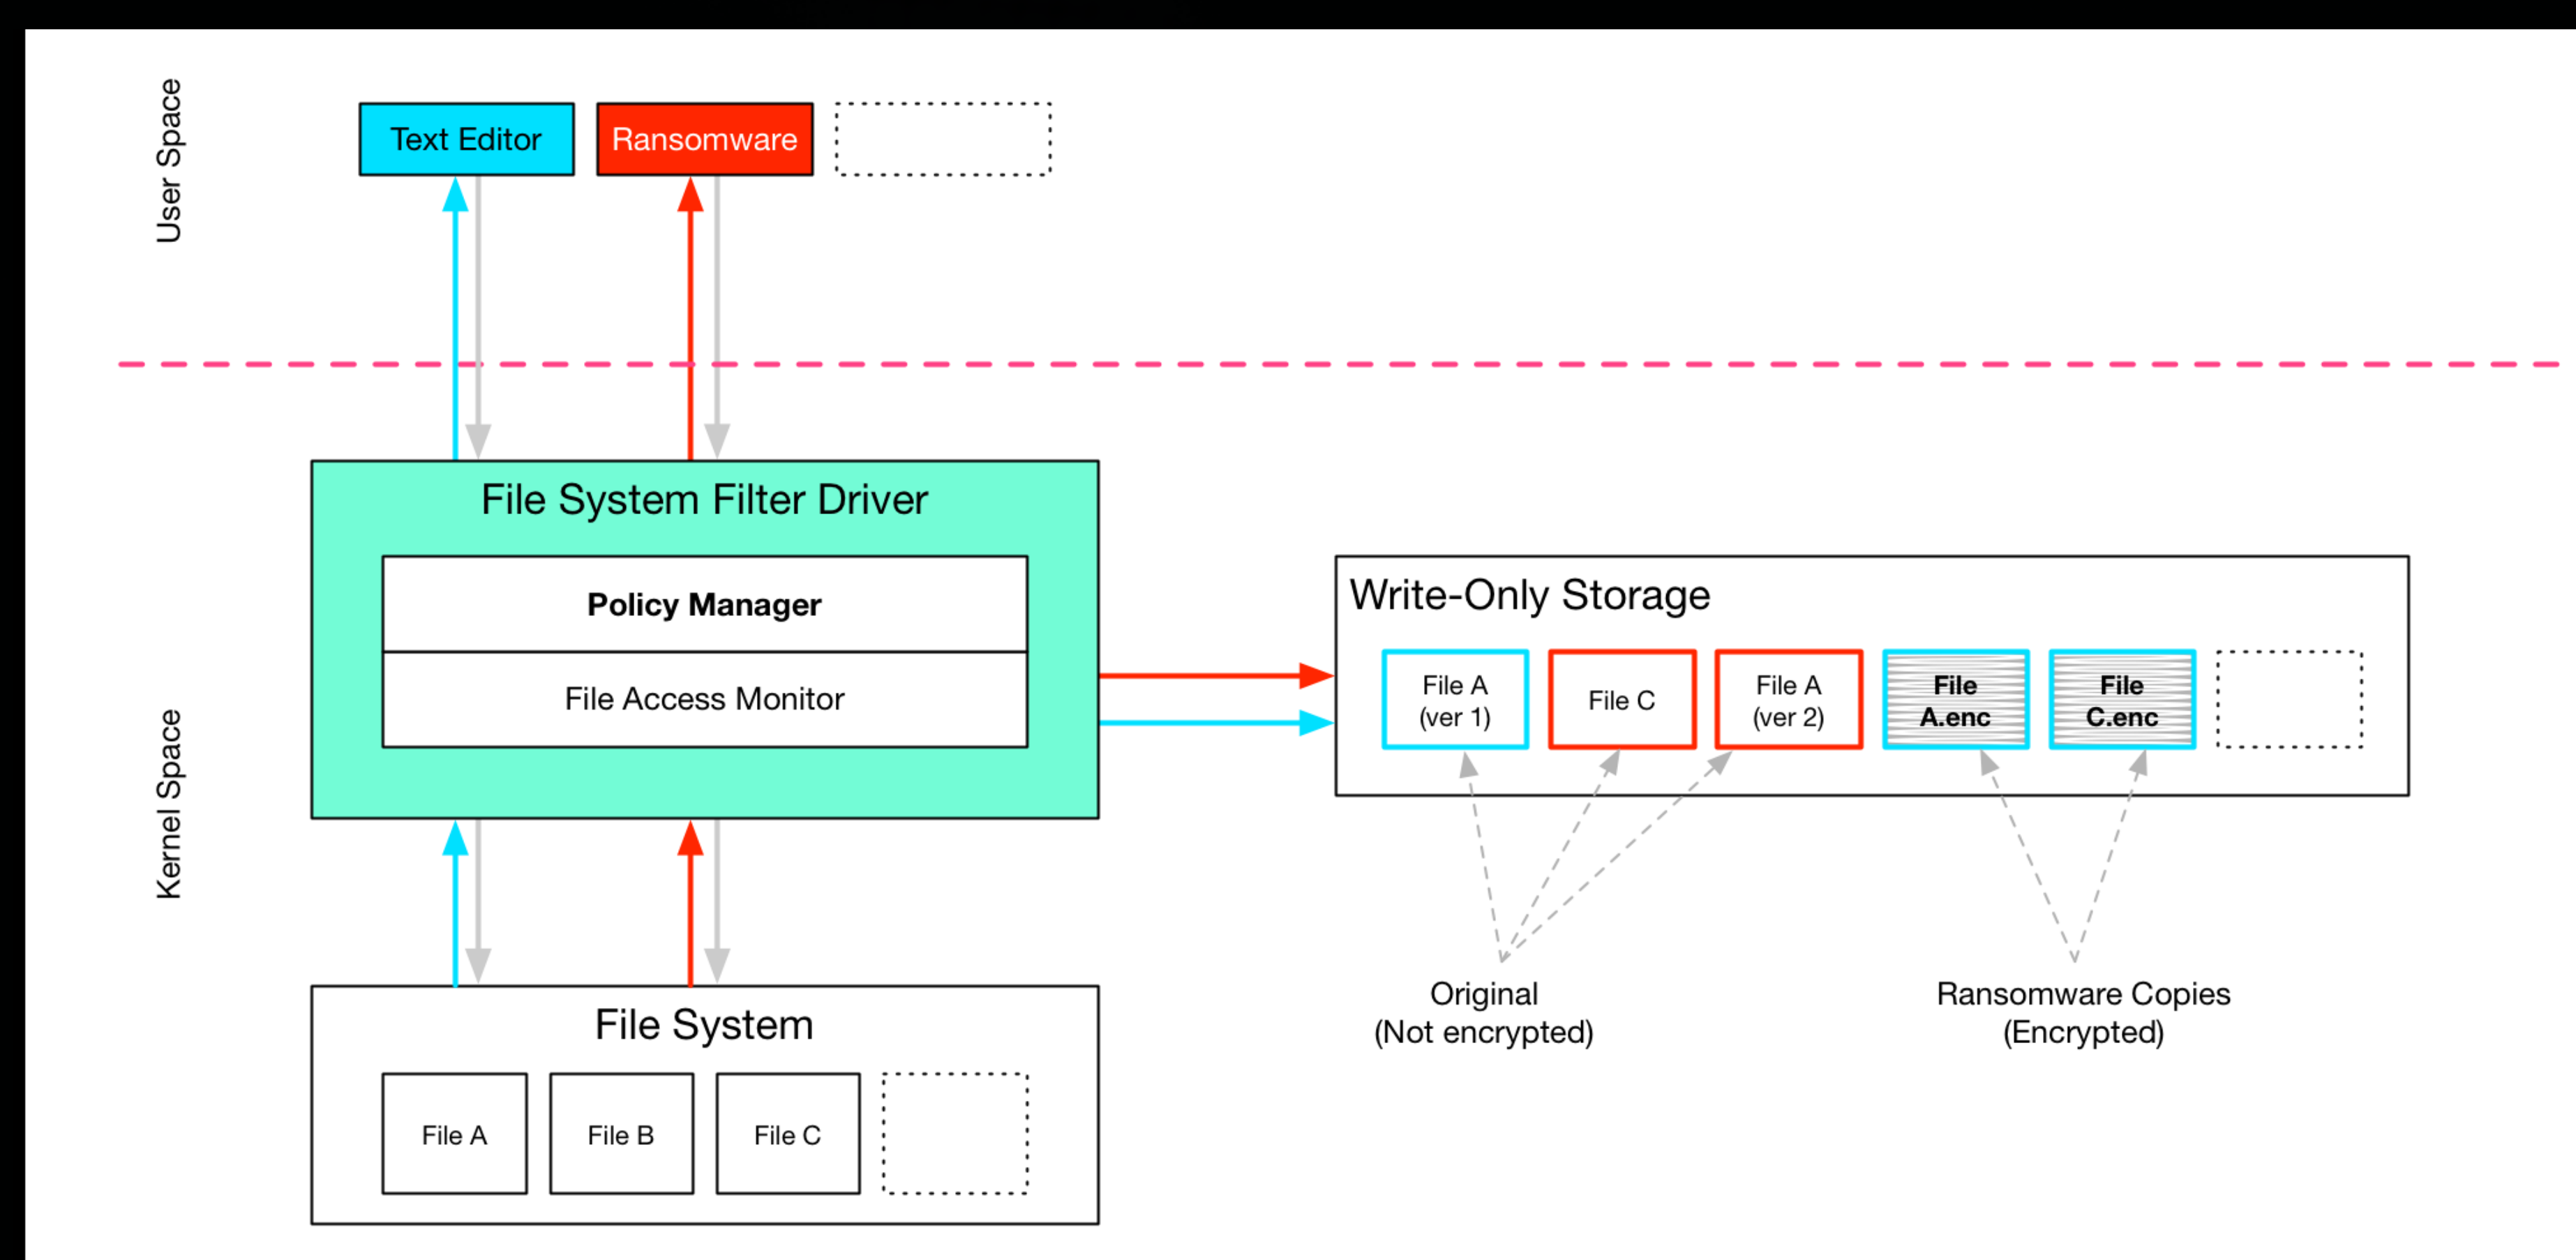 User Space
Text Editor
Ransomware
Kernel Space
File System Filter Driver
Policy Manager
File Access Monitor
Write-Only Storage
File A
(ver 1)
File C
File A
(ver 2)
File
A.enc
File
C.enc
Original
(Not encrypted)
Ransomware Copies
(Encrypted)
File System
File A
File B
File C